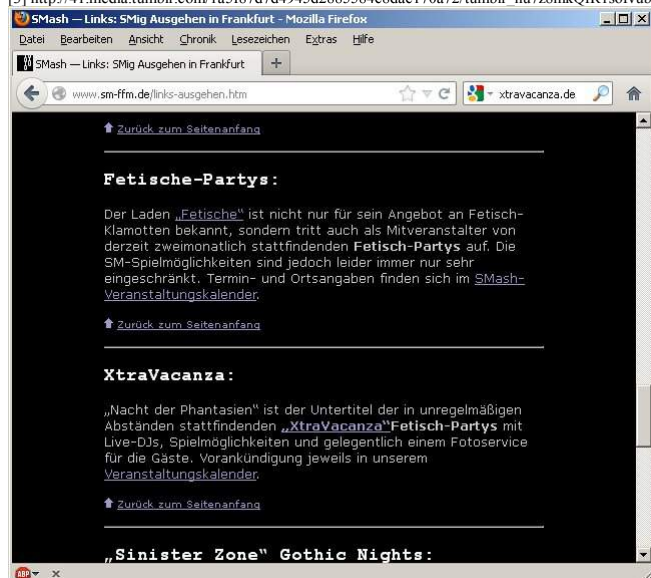 SMash — Links: SMig Ausgehen in Frankfurt - Mozilla Firefox
Datei Bearbeiten Ansicht Chronik Lesezeichen Extras Hilfe
SMash — Links: SMig Ausgehen in Frankfurt
www.sm-ffm.de/links-ausgehen.htm xtravacanza.de
Zurück zum Seitenanfang
Fetische-Partys:
Der Laden „Fetische" ist nicht nur für sein Angebot an Fetisch-
Klamotten bekannt, sondern tritt auch als Mitveranstalter von
derzeit zweimonatlich stattfindenden Fetisch-Partys auf. Die
SM-Spielmöglichkeiten sind jedoch leider immer nur sehr
eingeschränkt. Termin- und Ortsangaben finden sich im SMash-
Veranstaltungskalender.
Zurück zum Seitenanfang
XtraVacanza:
„Nacht der Phantasien" ist der Untertitel der in unregelmäßigen
Abständen stattfindenden „XtraVacanza"Fetisch-Partys mit
Live-DJs, Spielmöglichkeiten und gelegentlich einem Fotoservice
für die Gäste. Vorankündigung jeweils in unserem
Veranstaltungskalender.
Zurück zum Seitenanfang
„Sinister Zone" Gothic Nights:
ABP